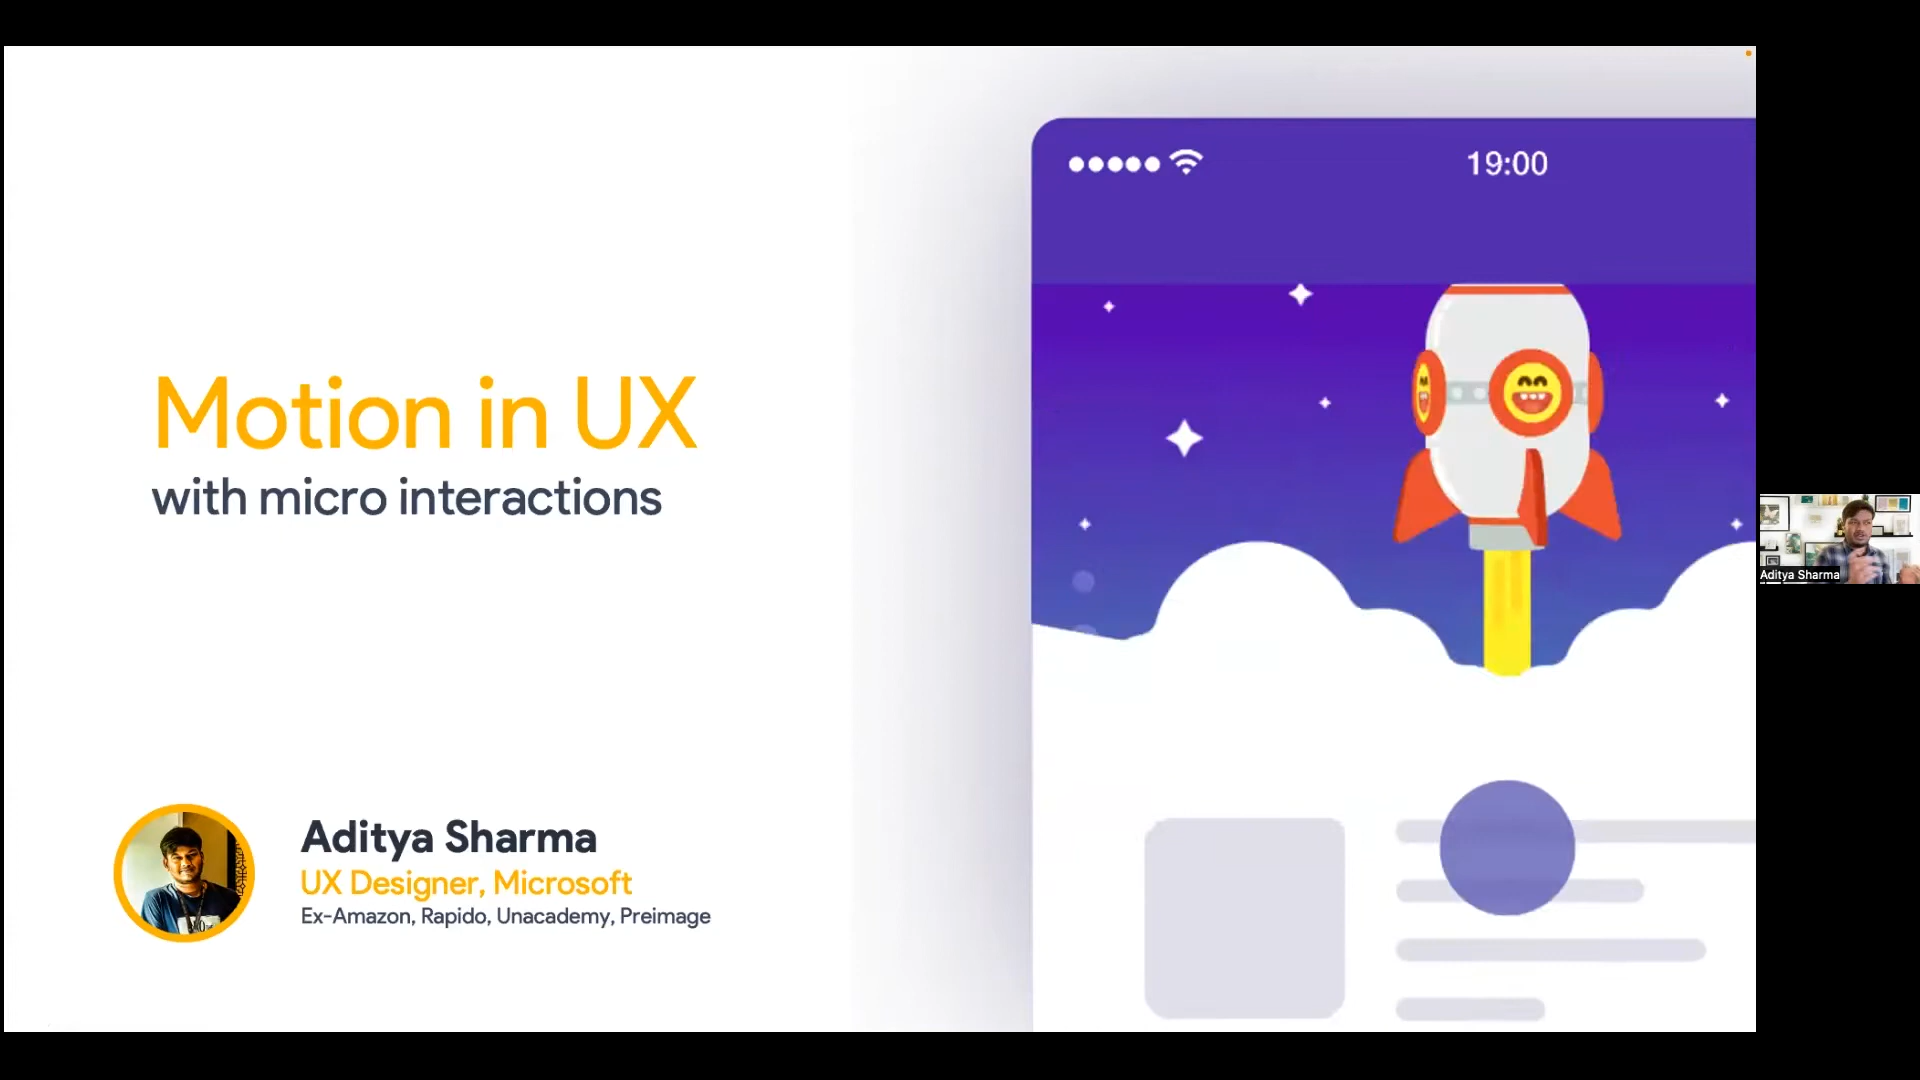 19:00
Motion in UX
with micro interactions
Aditya Sharma
Aditya Sharma
UX Designer, Microsoft
Ex-Amazon, Rapido, Unacademy, Preimage